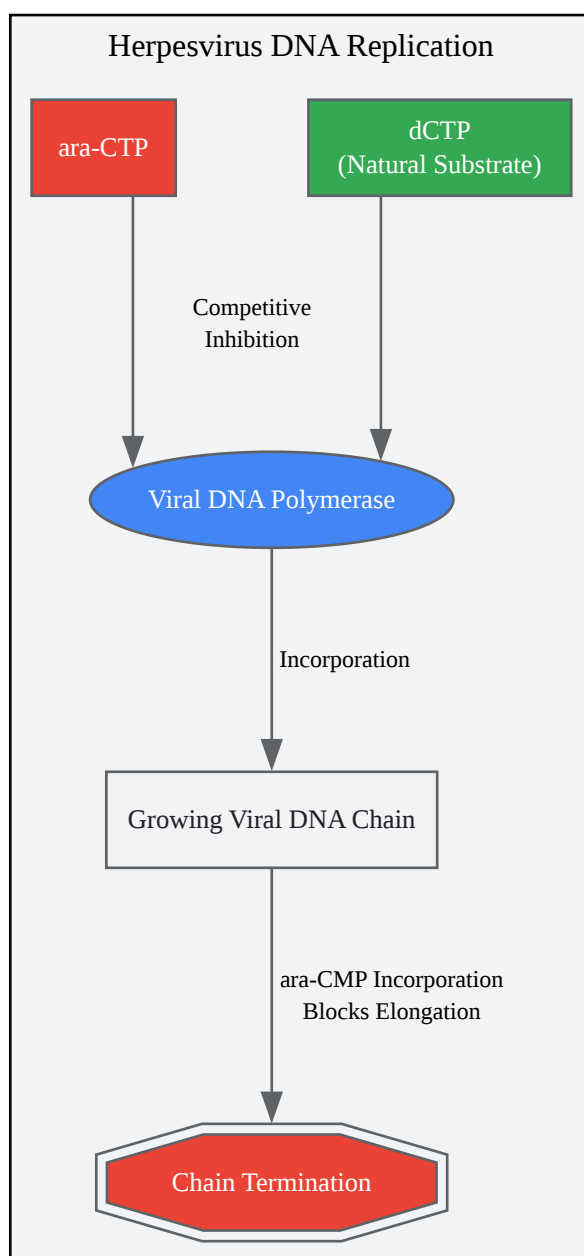 Herpesvirus DNA Replication
ara-CTP
dCTP
(Natural Substrate)
Competitive
Inhibition
Viral DNA Polymerase
Incorporation
Growing Viral DNA Chain
ara-CMP Incorporation
Blocks Elongation
Chain Termination